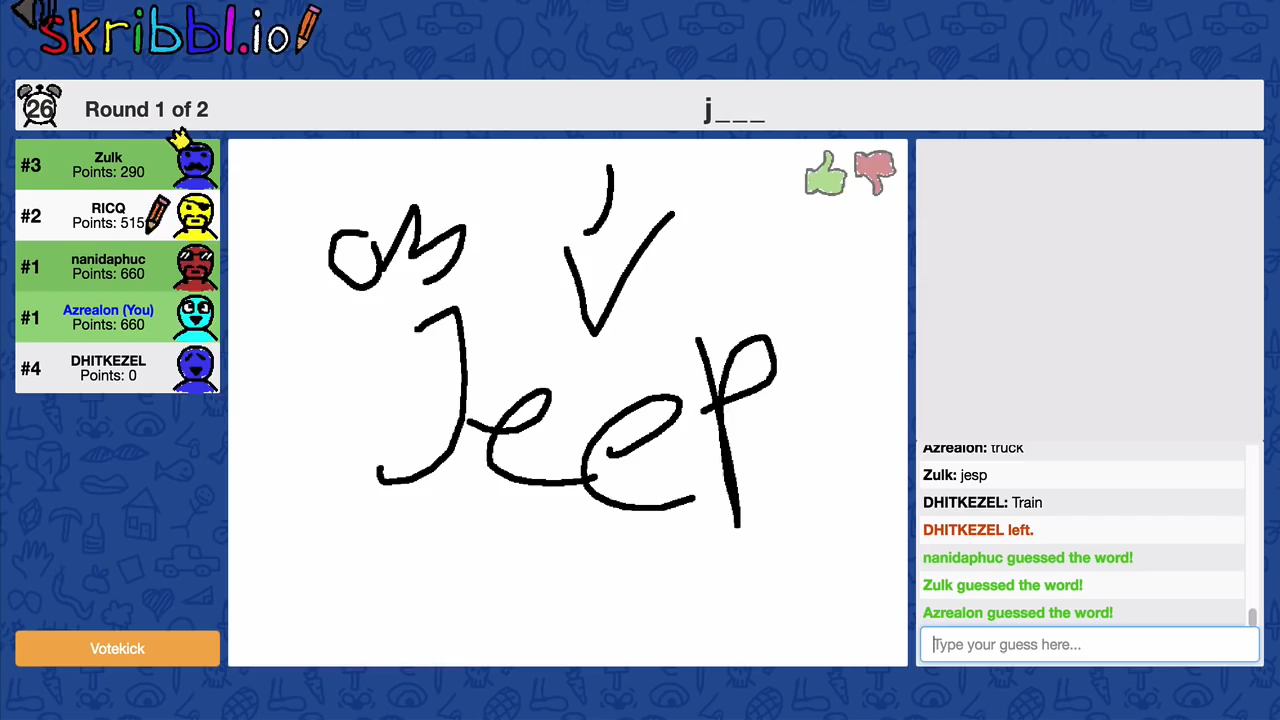 skribbl.io!
26 Round 1 of 2 j___
#3 Zulk
Points: 290
#2 RICQ
Points: 515
#1 nanidaphuc
Points: 660
#1 Azrealon (You)
Points: 660
#4 DHITKEZEL
Points: 0
Jeep
Azrealon: truck
Zulk: jesp
DHITKEZEL: Train
DHITKEZEL left.
nanidaphuc guessed the word!
Zulk guessed the word!
Azrealon guessed the word!
Type your guess here...
Votekick